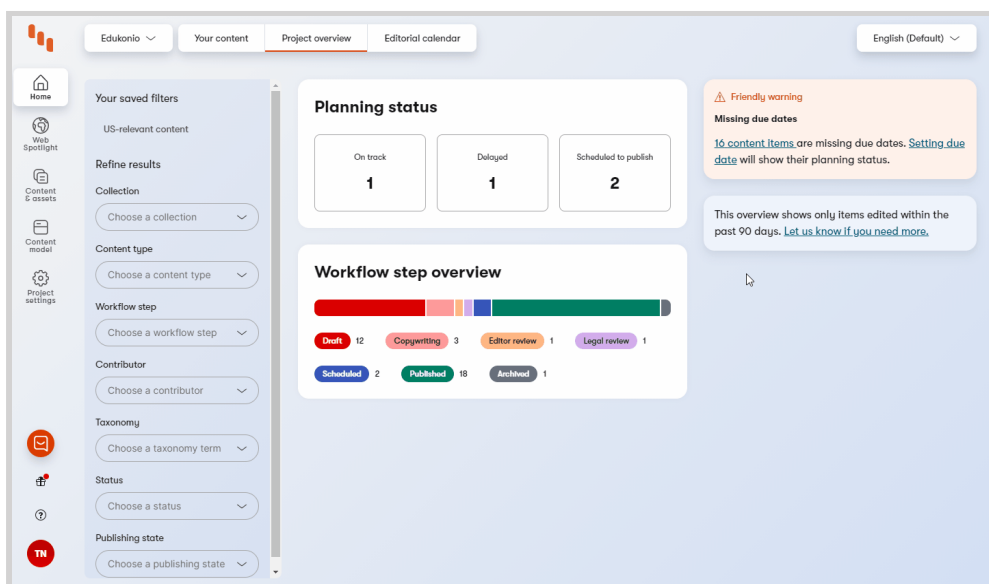 Edukonio
Your content
Project overview
Editorial calendar
English (Default)
Home
Web
Spotlight
Content
& assets
Content
model
Project
settings
TN
Your saved filters
US-relevant content
Refine results
Collection
Choose a collection
Content type
Choose a content type
Workflow step
Choose a workflow step
Contributor
Choose a contributor
Taxonomy
Choose a taxonomy term
Status
Choose a status
Publishing state
Choose a publishing state
Planning status
On track
1
Delayed
1
Scheduled to publish
2
Workflow step overview
Draft 12
Copywriting 3
Editor review 1
Legal review 1
Scheduled 2
Published 18
Archived 1
Friendly warning
Missing due dates
16 content items are missing due dates. Setting due
date will show their planning status.
This overview shows only items edited within the
past 90 days. Let us know if you need more.